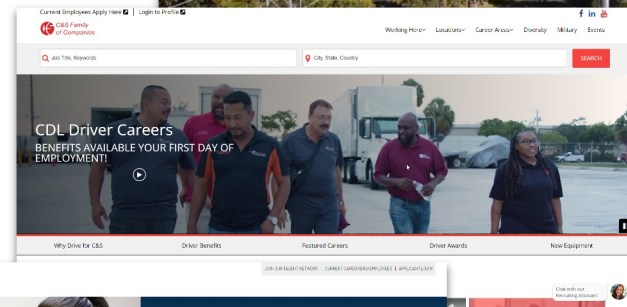 Current Employees Apply Here | Login to Profile
C&S Family
of Companies
Working Here Locations Career Areas Diversity Military Events
Job Title, Keywords
City, State, Country
SEARCH
CDL Driver Careers
BENEFITS AVAILABLE YOUR FIRST DAY OF
EMPLOYMENT!
Why Drive for C&S Driver Benefits Featured Careers Driver Awards New Equipment
JOIN OUR TALENT NETWORK CURRENT CAREGIVERS/EMPLOYEES | APPLICANT LOGIN
Chat with our
Recruiting Assistant